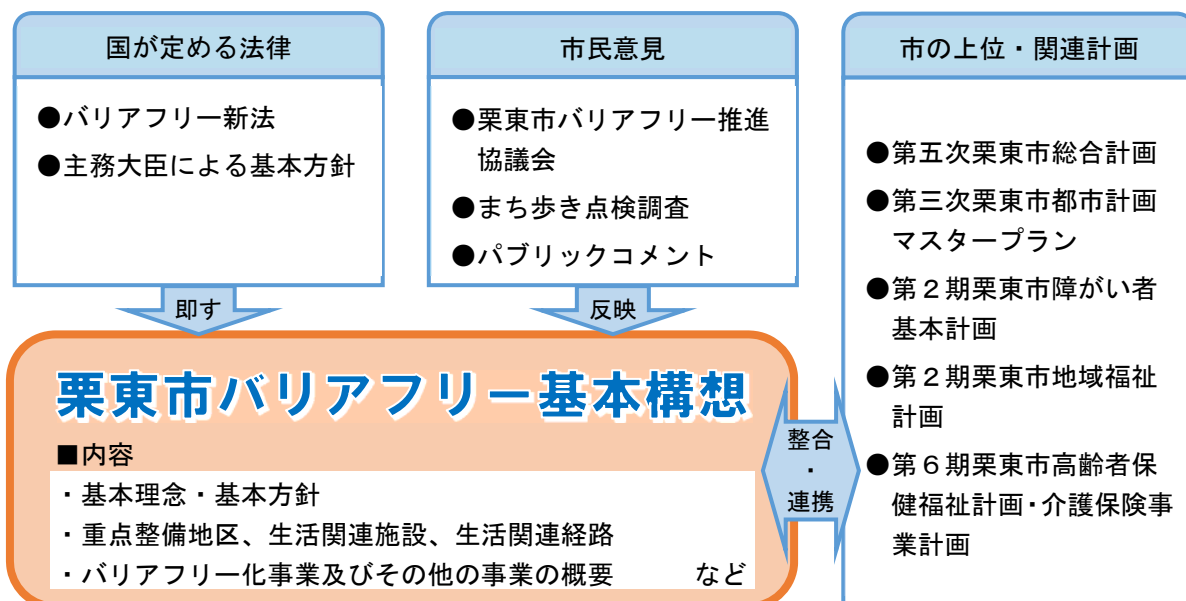 国が定める法律
●バリアフリー新法
●主務大臣による基本方針
市民意見
●栗東市バリアフリー推進
協議会
●まち歩き点検調査
●パブリックコメント
市の上位・関連計画
●第五次栗東市総合計画
●第三次栗東市都市計画
マスタープラン
●第２期栗東市障がい者
基本計画
●第２期栗東市地域福祉
計画
●第６期栗東市高齢者保
健福祉計画・介護保険事
業計画
即す
反映
栗東市バリアフリー基本構想
■内容
・基本理念・基本方針
・重点整備地区、生活関連施設、生活関連経路
・バリアフリー化事業及びその他の事業の概要　　　など
整合
・
連携